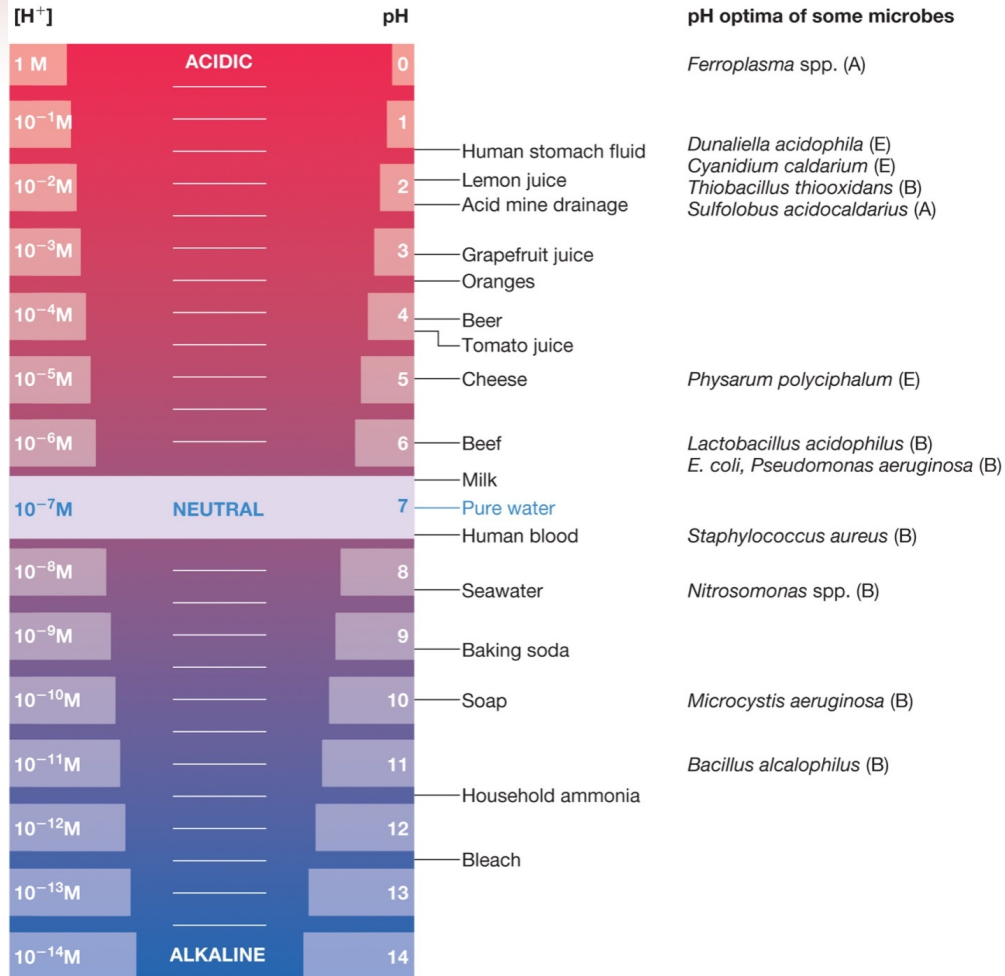 [H⁺] pH pH optima of some microbes
1 M ACIDIC 0 Ferroplasma spp. (A)
10⁻¹M 1
Dunaliella acidophila (E)
Human stomach fluid
Cyanidium caldarium (E)
Lemon juice
10⁻²M 2 Thiobacillus thiooxidans (B)
Acid mine drainage
Sulfolobus acidocaldarius (A)
10⁻³M 3
Grapefruit juice
Oranges
10⁻⁴M 4
Beer
Tomato juice
10⁻⁵M 5 Cheese Physarum polyciphalum (E)
10⁻⁶M 6 Beef Lactobacillus acidophilus (B)
E. coli, Pseudomonas aeruginosa (B)
Milk
10⁻⁷M NEUTRAL 7 Pure water
Human blood Staphylococcus aureus (B)
10⁻⁸M 8
Seawater Nitrosomonas spp. (B)
10⁻⁹M 9
Baking soda
10⁻¹⁰M 10 Soap Microcystis aeruginosa (B)
10⁻¹¹M 11 Bacillus alcalophilus (B)
Household ammonia
10⁻¹²M 12
Bleach
10⁻¹³M 13
10⁻¹⁴M ALKALINE 14